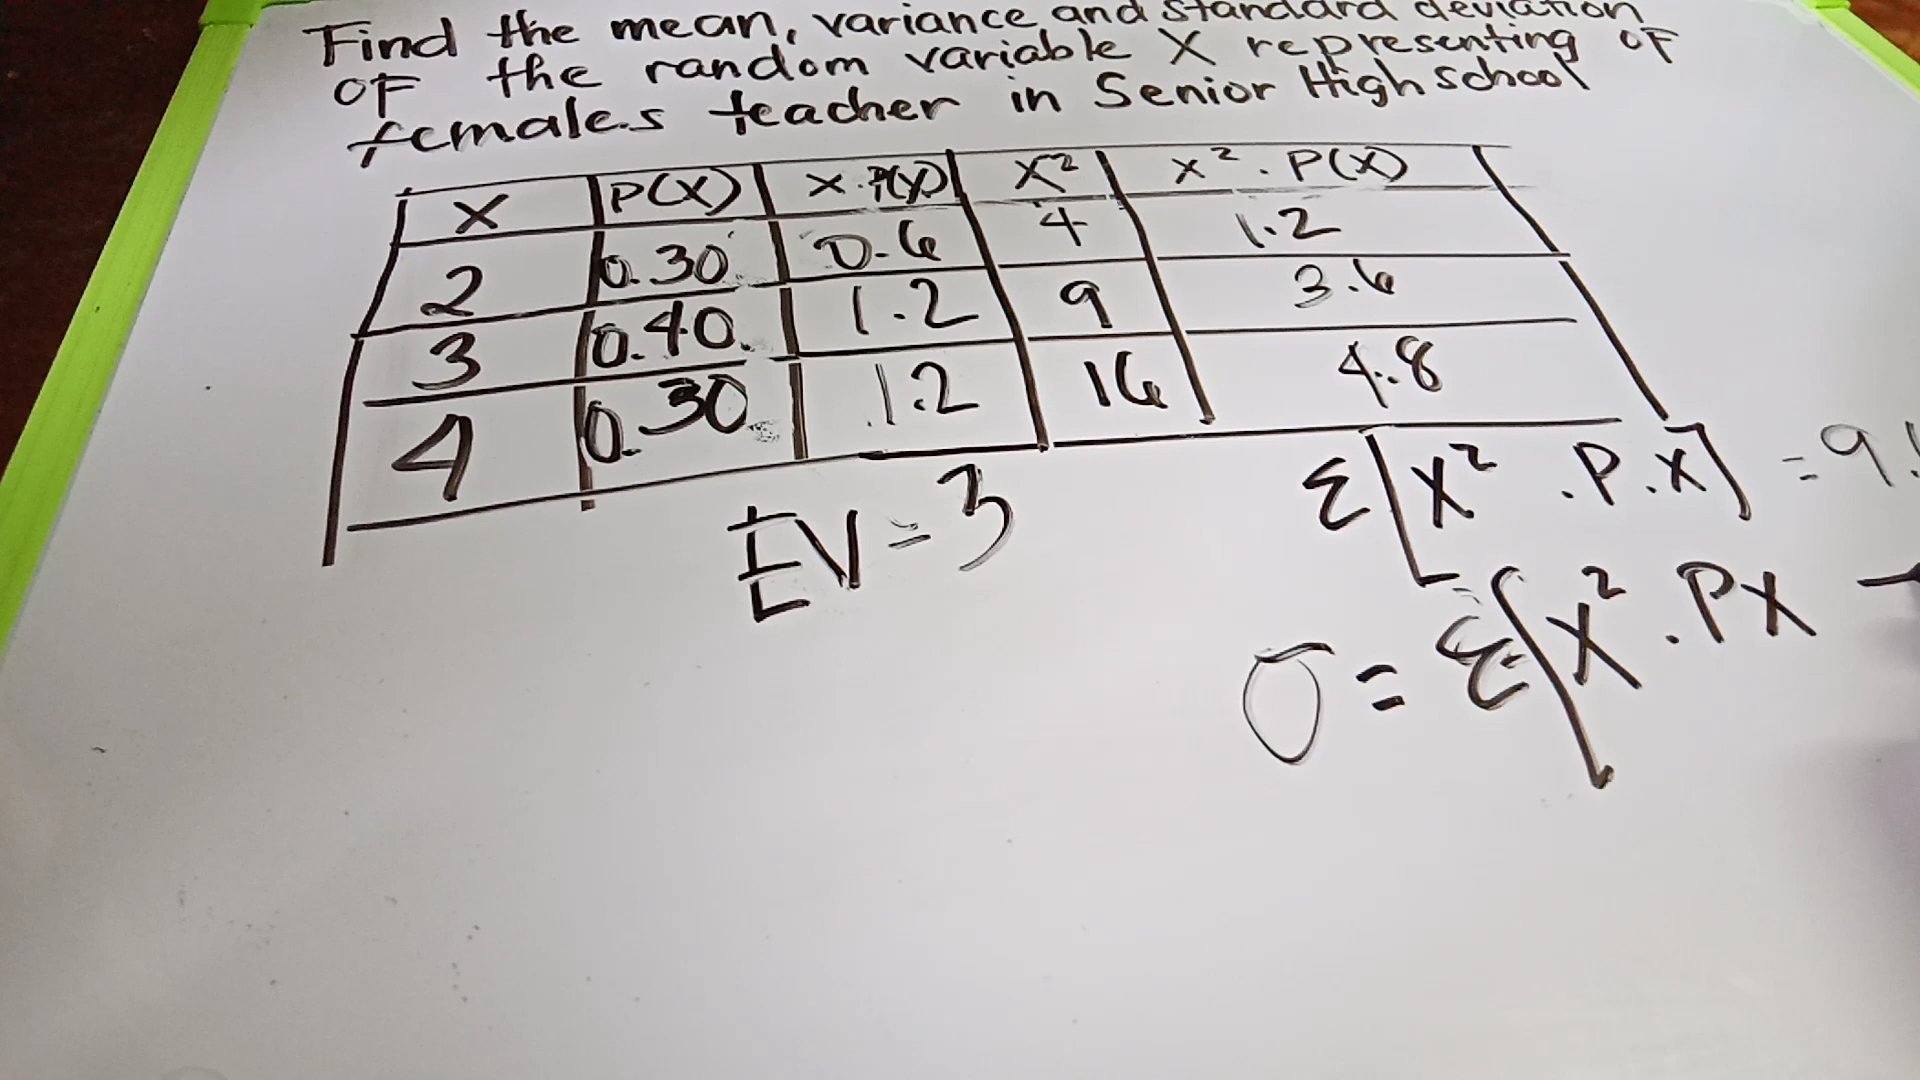 Find the mean, variance and standard deviation
OF the random variable X representing OF
females teacher in Senior High school
X P(X) X·P(X) X² X²·P(X)
2 0.30 0.6 4 1.2
3 0.40 1.2 9 3.6
4 0.30 1.2 16 4.8
EV=3
Σ[X²·P·X] = 9.
σ = Σ[X²·PX -